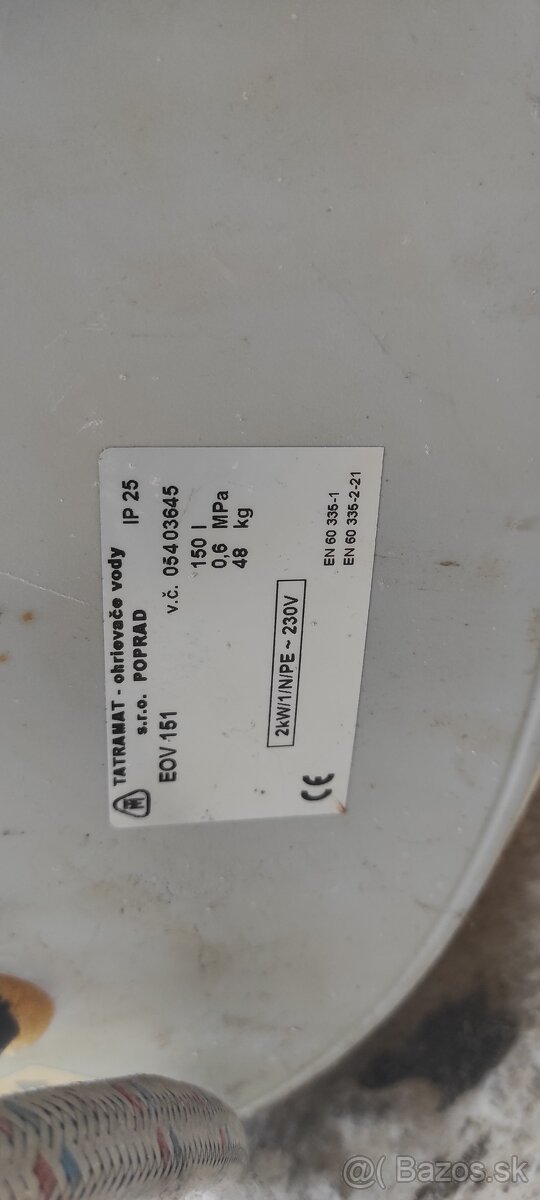 TATRAMAT - ohrievače vody
s.r.o. POPRAD IP 25
EOV 151 v.č. 05403645
150 l
0,6 MPa
48 kg
2kW/1/N/PE ~ 230V
EN 60 335-1
EN 60 335-2-21
CE
@ Bazos.sk